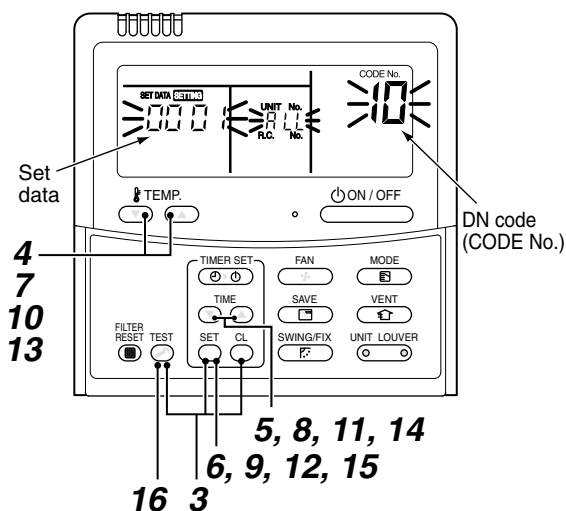 CODE No.
SET DATA SETTING
0001
UNIT No.
ALL
R.C. No.
10
Set
data
TEMP.
ON / OFF
DN code
(CODE No.)
4
7
10
13
TIMER SET
FAN
MODE
TIME
SAVE
VENT
FILTER
RESET
TEST
SET
CL
SWING/FIX
UNIT LOUVER
5, 8, 11, 14
6, 9, 12, 15
16
3